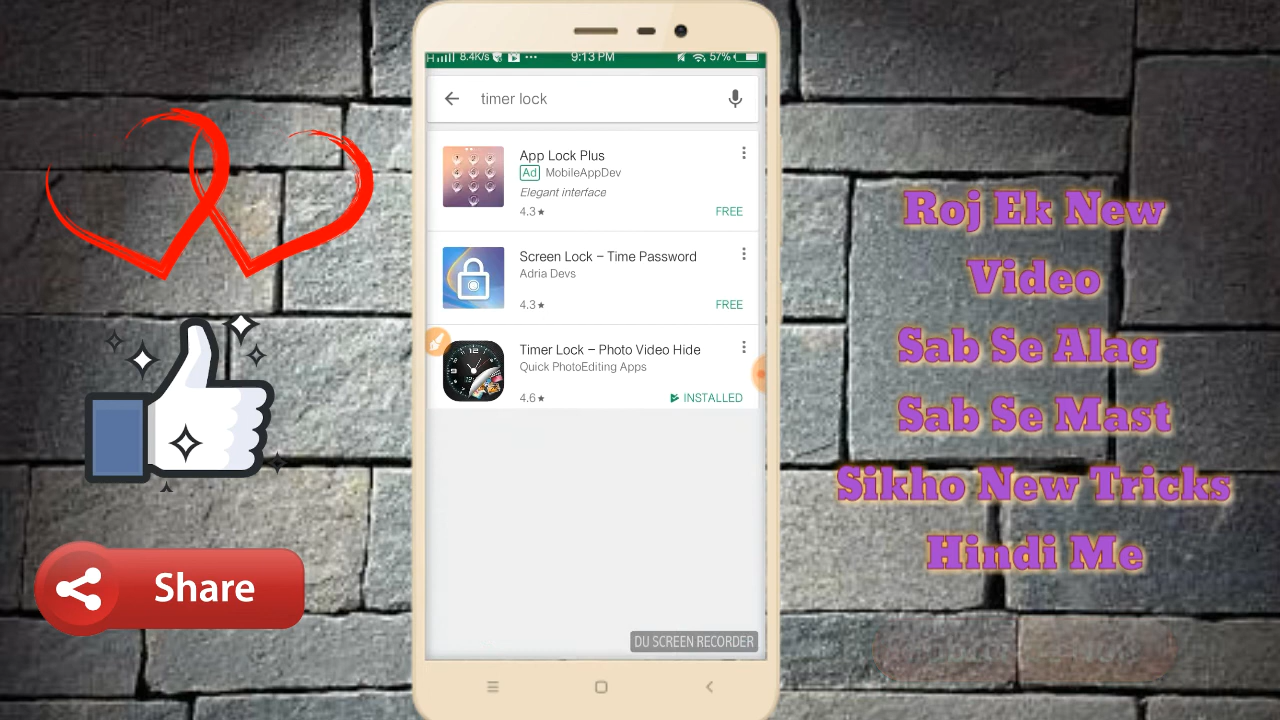 8.4K/s
9:13 PM
57%
timer lock
App Lock Plus
Ad MobileAppDev
Elegant interface
4.3★ FREE
Screen Lock – Time Password
Adria Devs
4.3★ FREE
Timer Lock – Photo Video Hide
Quick PhotoEditing Apps
4.6★ INSTALLED
DU SCREEN RECORDER
Share
Roj Ek New
Video
Sab Se Alag
Sab Se Mast
Sikho New Tricks
Hindi Me